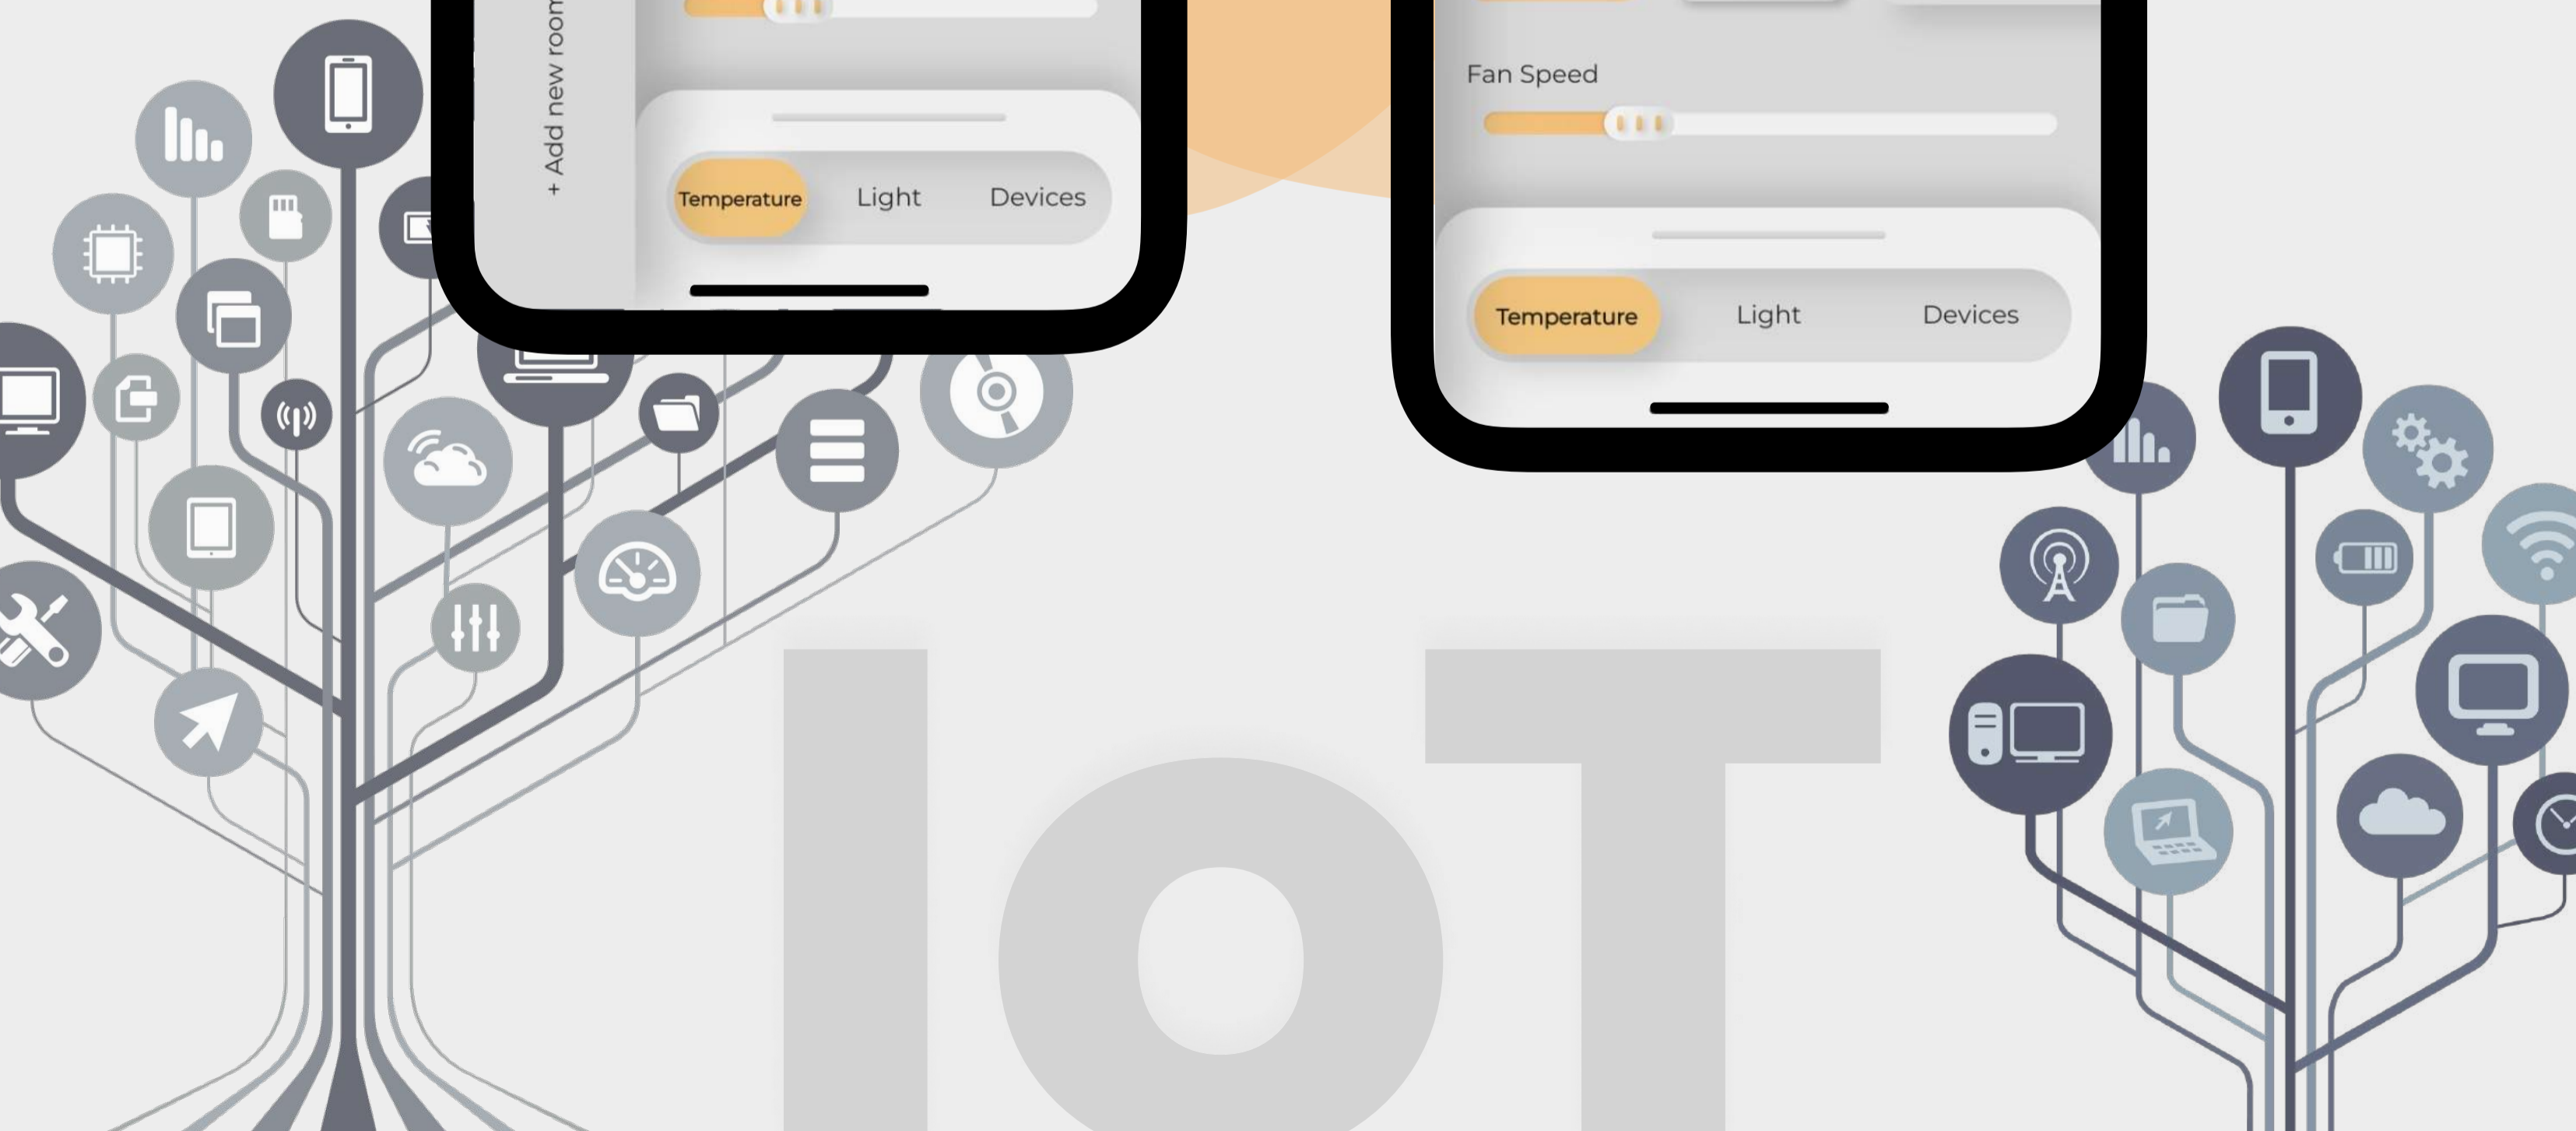 + Add new room
Temperature
Light
Devices
Fan Speed
Temperature
Light
Devices
IoT